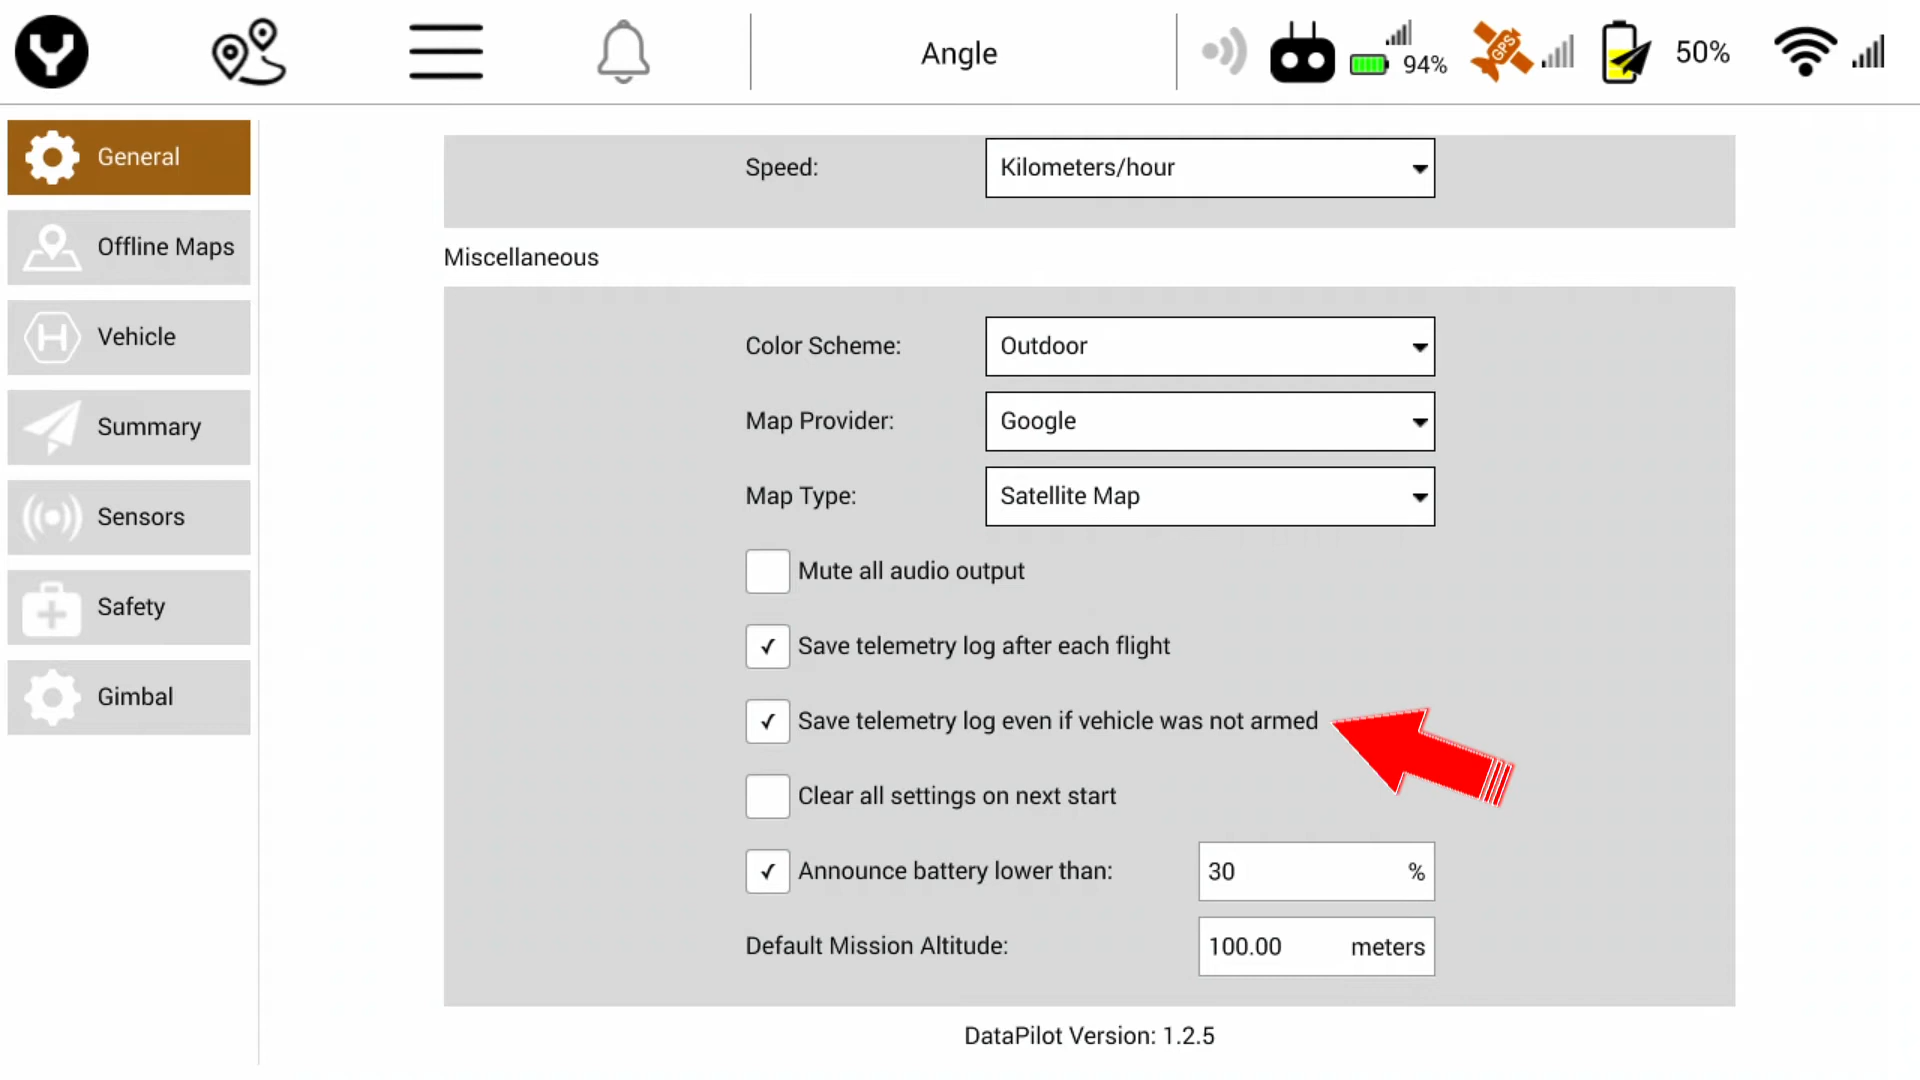 Angle
94%
GPS
50%
General
Offline Maps
Vehicle
Summary
Sensors
Safety
Gimbal
Speed: Kilometers/hour
Miscellaneous
Color Scheme: Outdoor
Map Provider: Google
Map Type: Satellite Map
Mute all audio output
Save telemetry log after each flight
Save telemetry log even if vehicle was not armed
Clear all settings on next start
Announce battery lower than: 30 %
Default Mission Altitude: 100.00 meters
DataPilot Version: 1.2.5